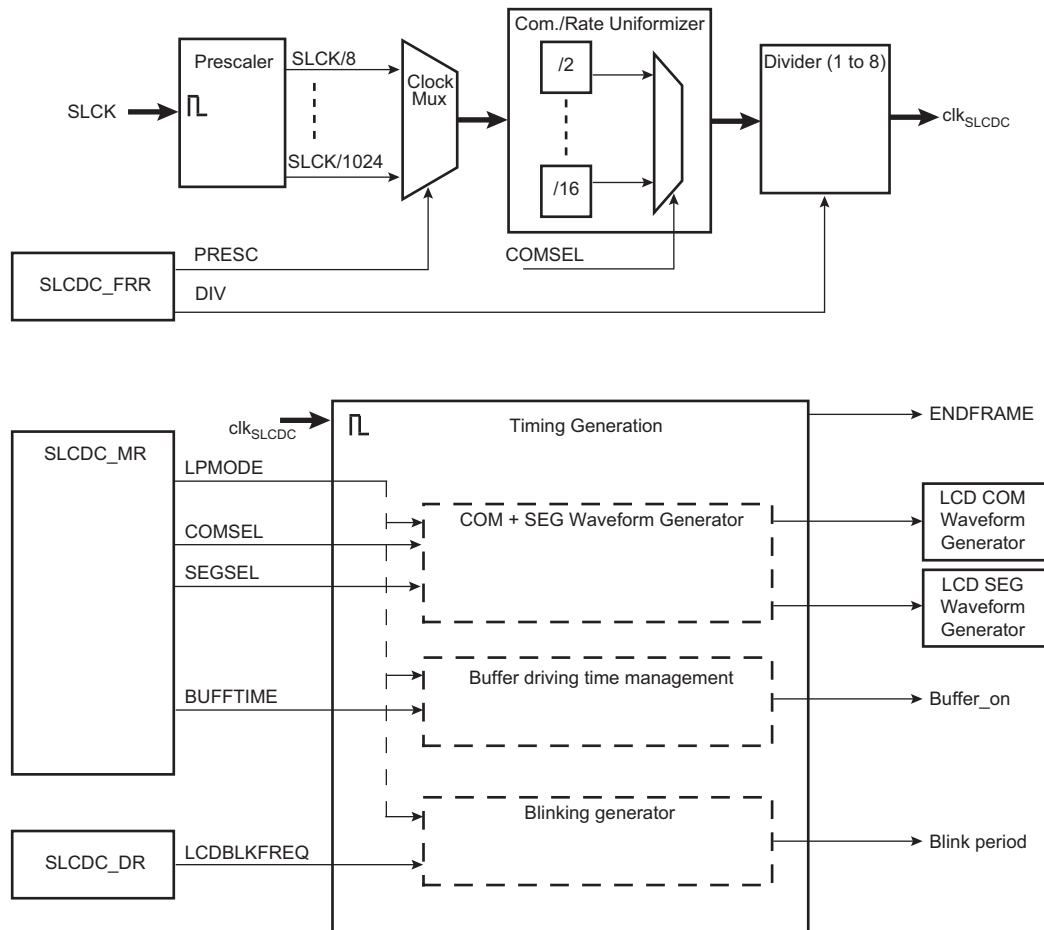 Com./Rate Uniformizer
Prescaler
SLCK/8
Clock
Mux
/2
Divider (1 to 8)
SLCK
clkSLCDC
SLCK/1024
/16
PRESC
COMSEL
SLCDC_FRR
DIV
clkSLCDC
Timing Generation
ENDFRAME
SLCDC_MR
LPMODE
COM + SEG Waveform Generator
LCD COM
Waveform
Generator
COMSEL
SEGSEL
LCD SEG
Waveform
Generator
Buffer driving time management
BUFFTIME
Buffer_on
Blinking generator
SLCDC_DR
LCDBLKFREQ
Blink period